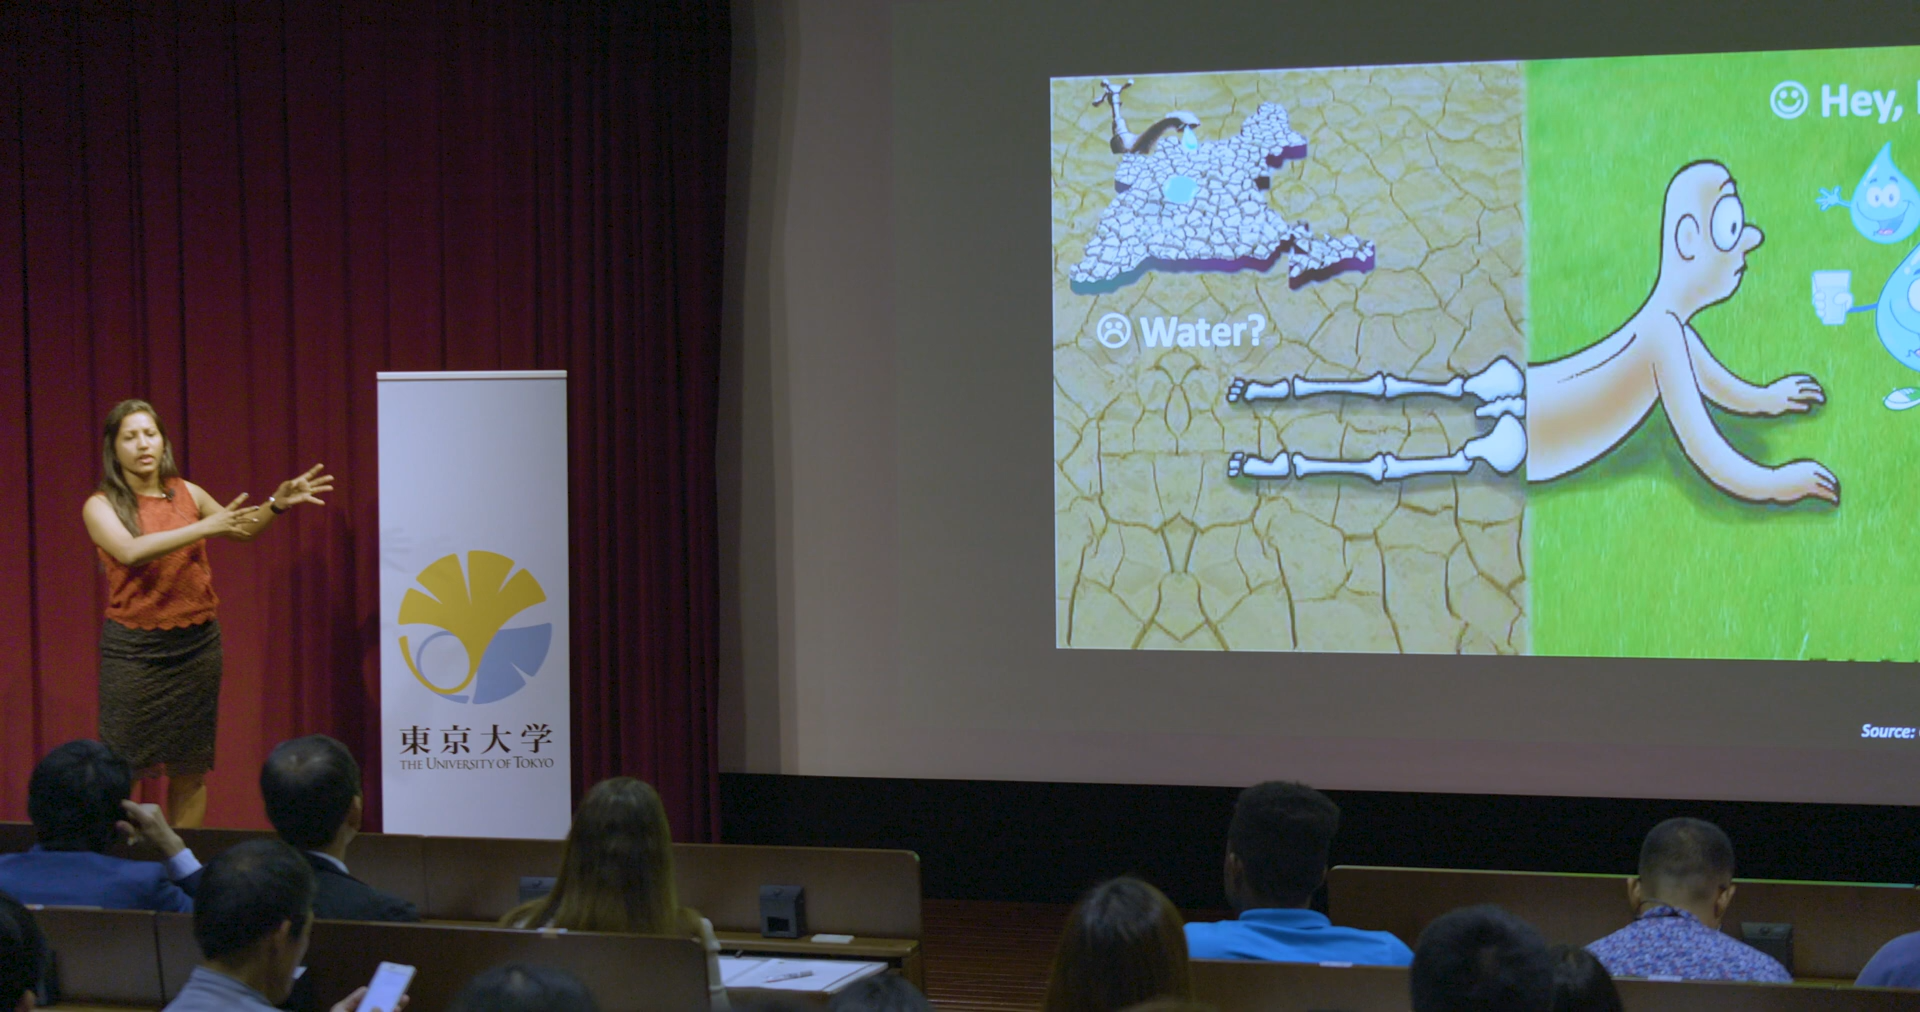 Hey,
Water?
Source:
東京大学
THE UNIVERSITY OF TOKYO